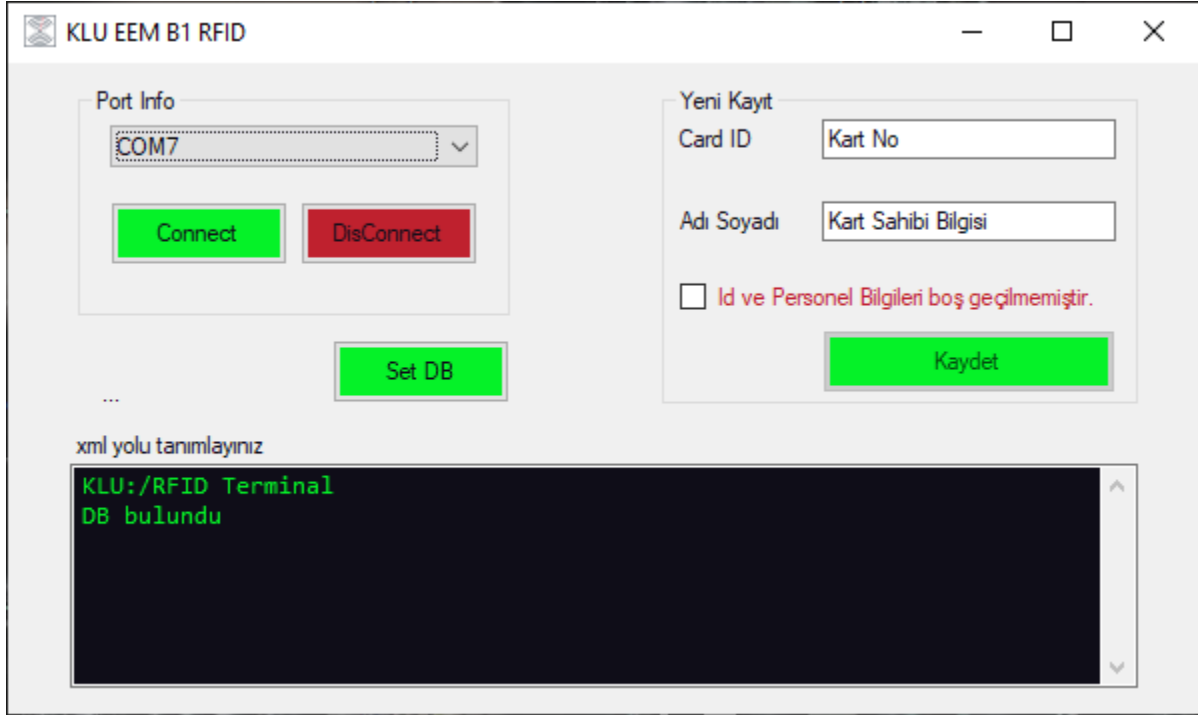 KLU EEM B1 RFID
Port Info
COM7
Connect
DisConnect
Set DB
...
Yeni Kayıt
Card ID
Kart No
Adı Soyadı
Kart Sahibi Bilgisi
Id ve Personel Bilgileri boş geçilmemiştir.
Kaydet
xml yolu tanımlayınız
KLU:/RFID Terminal
DB bulundu